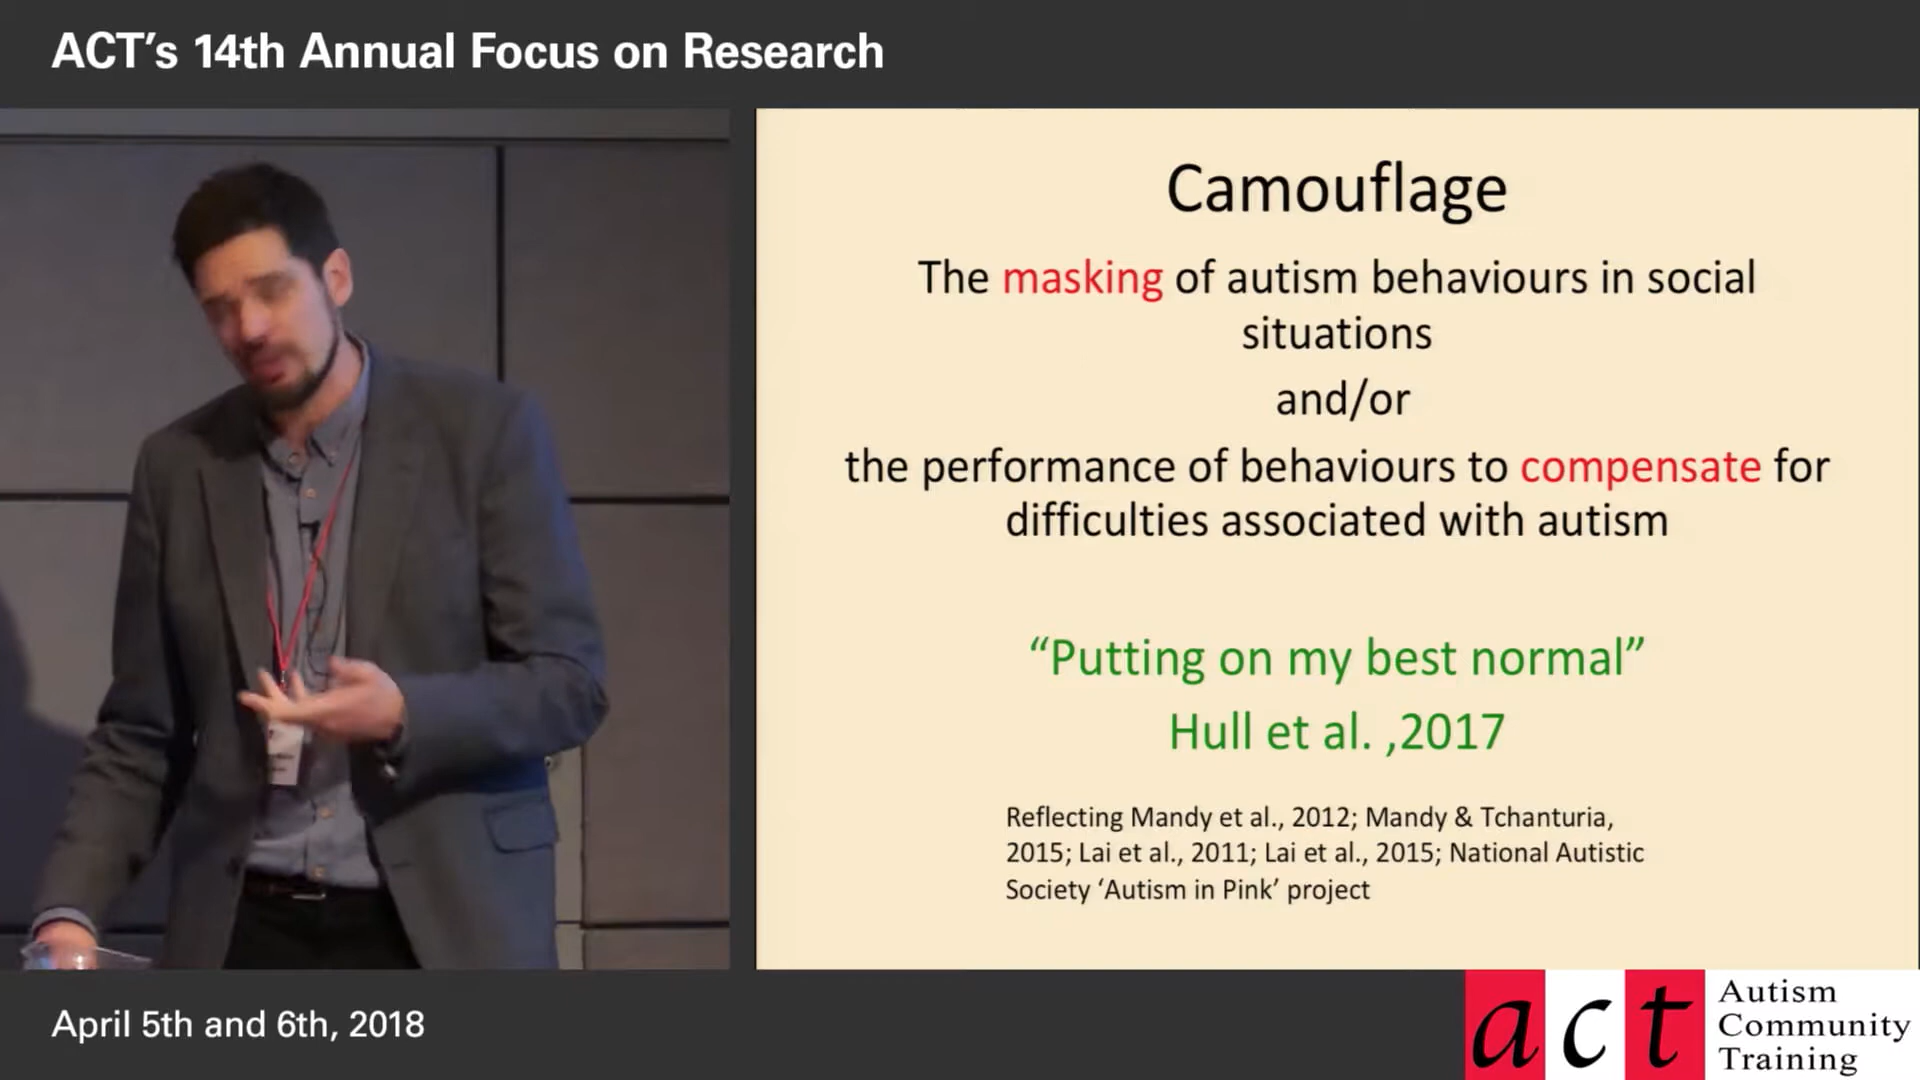 ACT's 14th Annual Focus on Research
Camouflage
The masking of autism behaviours in social
situations
and/or
the performance of behaviours to compensate for
difficulties associated with autism
“Putting on my best normal”
Hull et al. ,2017
Reflecting Mandy et al., 2012; Mandy & Tchanturia,
2015; Lai et al., 2011; Lai et al., 2015; National Autistic
Society ‘Autism in Pink’ project
April 5th and 6th, 2018
act
Autism
Community
Training